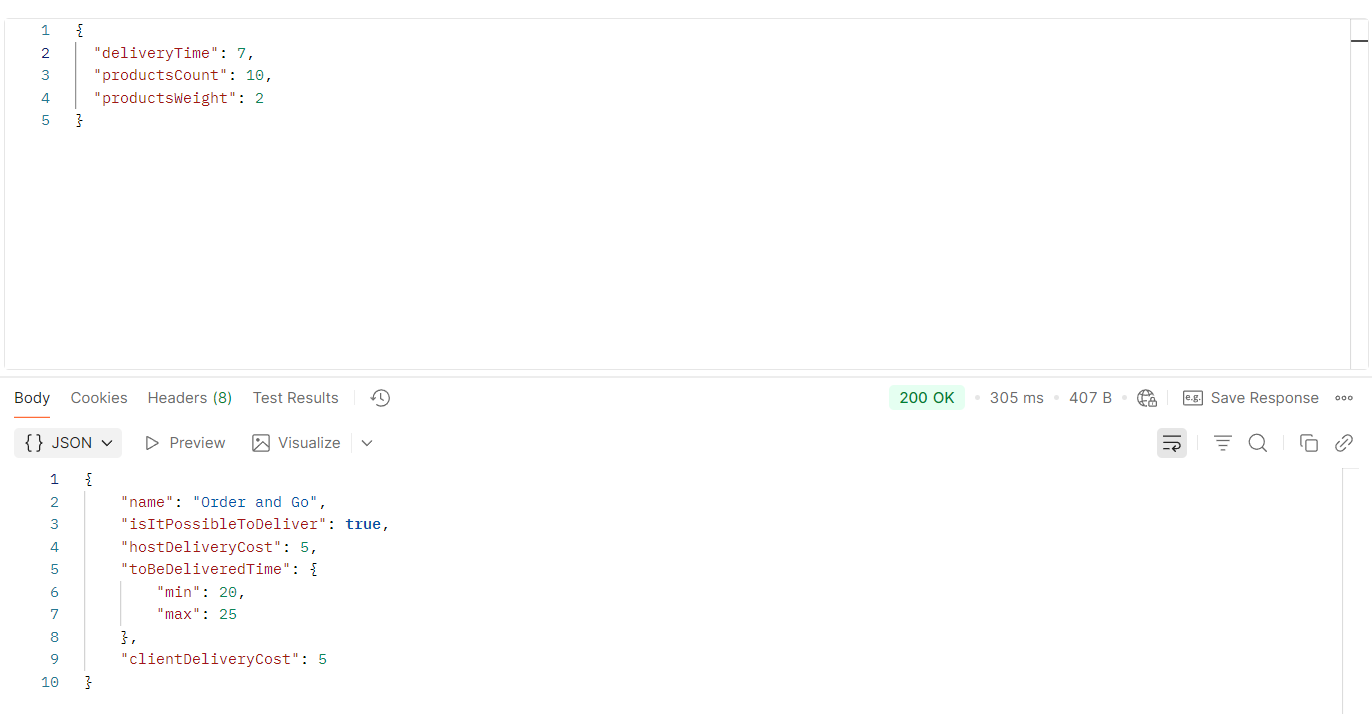 1 {
2 "deliveryTime": 7,
3 "productsCount": 10,
4 "productsWeight": 2
5 }
Body Cookies Headers (8) Test Results 200 OK 305 ms 407 B e.g. Save Response
{} JSON Preview Visualize
1 {
2 "name": "Order and Go",
3 "isItPossibleToDeliver": true,
4 "hostDeliveryCost": 5,
5 "toBeDeliveredTime": {
6 "min": 20,
7 "max": 25
8 },
9 "clientDeliveryCost": 5
10 }